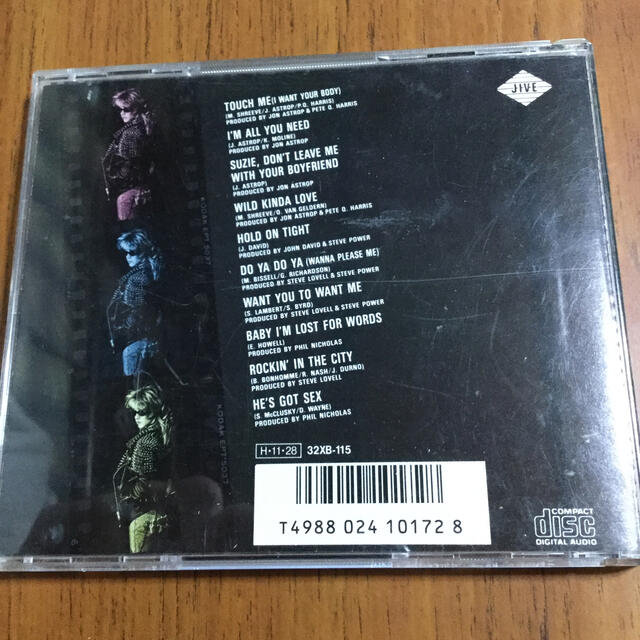 JIVE
TOUCH ME (I WANT YOUR BODY)
(M. SHREEVE/J. ASTROP/P.Q. HARRIS)
PRODUCED BY JON ASTROP & PETE Q. HARRIS
I'M ALL YOU NEED
(J. ASTROP/K. MOLINE)
PRODUCED BY JON ASTROP
SUZIE, DON'T LEAVE ME
WITH YOUR BOYFRIEND
(J. ASTROP)
PRODUCED BY JON ASTROP
WILD KINDA LOVE
(M. SHREEVE/O. VAN GELDERN)
PRODUCED BY JON ASTROP & PETE Q. HARRIS
HOLD ON TIGHT
(J. DAVID)
PRODUCED BY JOHN DAVID & STEVE POWER
DO YA DO YA (WANNA PLEASE ME)
(M. BISSELL/G. RICHARDSON)
PRODUCED BY STEVE LOVELL & STEVE POWER
WANT YOU TO WANT ME
(S. LAMBERT/S. BYRD)
PRODUCED BY STEVE LOVELL & STEVE POWER
BABY I'M LOST FOR WORDS
(E. HOWELL)
PRODUCED BY PHIL NICHOLAS
ROCKIN' IN THE CITY
(B. BONHOMME/R. NASH/J. DURNO)
PRODUCED BY STEVE LOVELL
HE'S GOT SEX
(S. McCLUSKY/D. WAYNE)
PRODUCED BY PHIL NICHOLAS
H·11·28 32XB-115
T4988 024 10172 8
COMPACT
disc
DIGITAL AUDIO